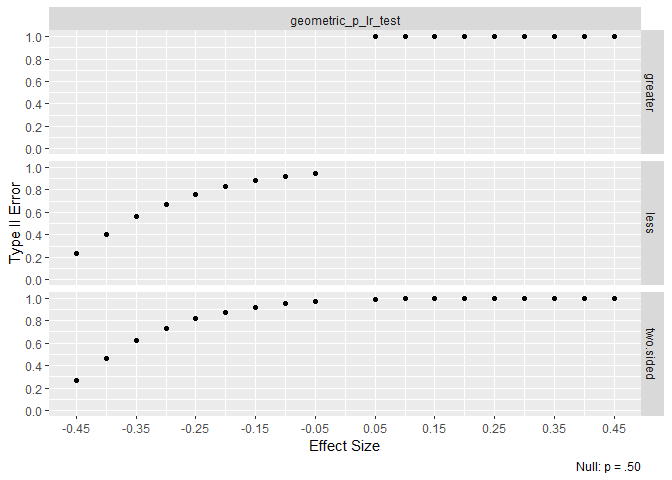 geometric_p_lr_test
1.0
0.8
0.6
0.4
0.2
0.0
greater
1.0
0.8
0.6
0.4
0.2
0.0
less
Type II Error
1.0
0.8
0.6
0.4
0.2
0.0
two.sided
-0.45 -0.35 -0.25 -0.15 -0.05 0.05 0.15 0.25 0.35 0.45
Effect Size
Null: p = .50